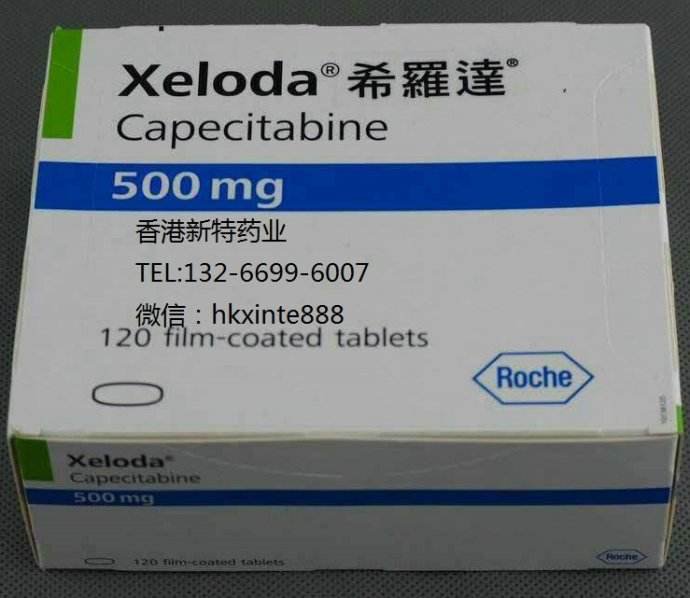 Xeloda® 希羅達®
Capecitabine
500 mg
香港新特药业
TEL:132-6699-6007
微信：hkxinte888
120 film-coated tablets
Roche
Xeloda®
Capecitabine
500 mg
120 film-coated tablets
Roche